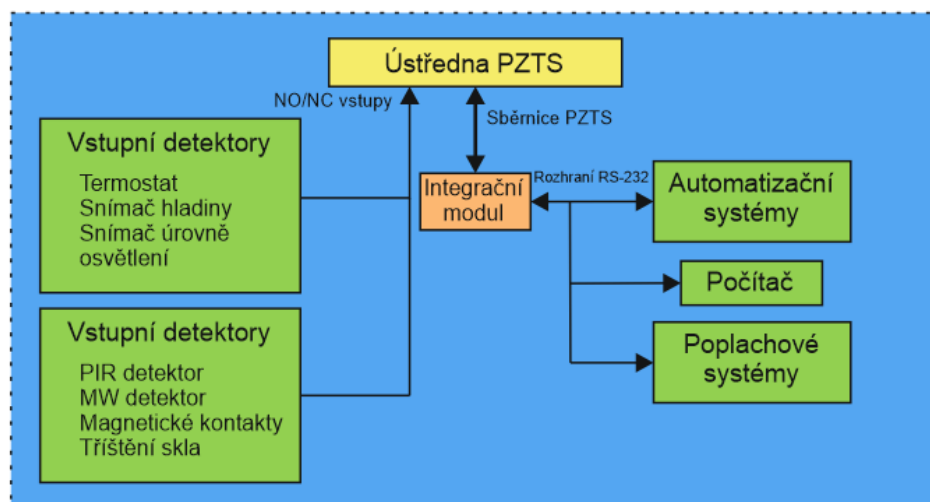 Ústředna PZTS
NO/NC vstupy
Sběrnice PZTS
Vstupní detektory
Termostat
Snímač hladiny
Snímač úrovně
osvětlení
Integrační
modul
Rozhraní RS-232
Automatizační
systémy
Počítač
Poplachové
systémy
Vstupní detektory
PIR detektor
MW detektor
Magnetické kontakty
Tříštění skla